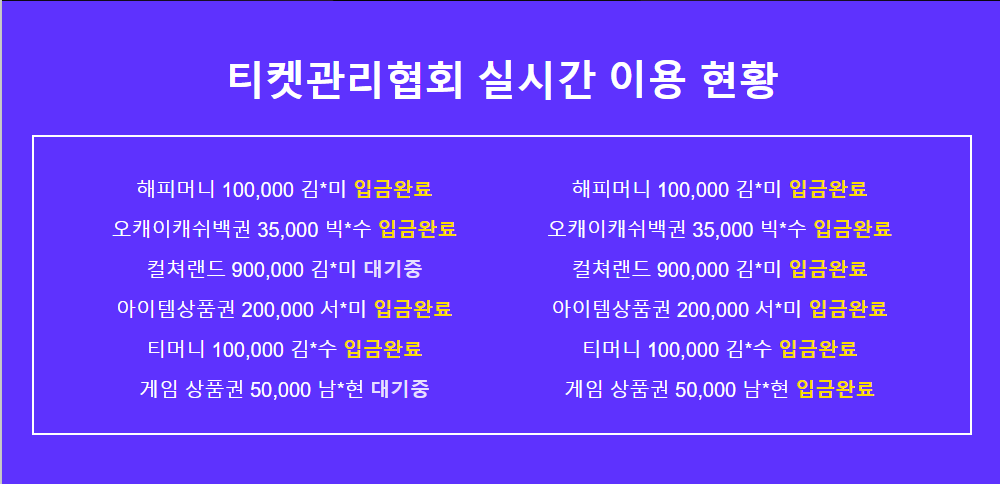 티켓관리협회 실시간 이용 현황
해피머니 100,000 김*미 입금완료
오캐이캐쉬백권 35,000 빅*수 입금완료
컬쳐랜드 900,000 김*미 대기중
아이템상품권 200,000 서*미 입금완료
티머니 100,000 김*수 입금완료
게임 상품권 50,000 남*현 대기중
해피머니 100,000 김*미 입금완료
오캐이캐쉬백권 35,000 빅*수 입금완료
컬쳐랜드 900,000 김*미 입금완료
아이템상품권 200,000 서*미 입금완료
티머니 100,000 김*수 입금완료
게임 상품권 50,000 남*현 입금완료